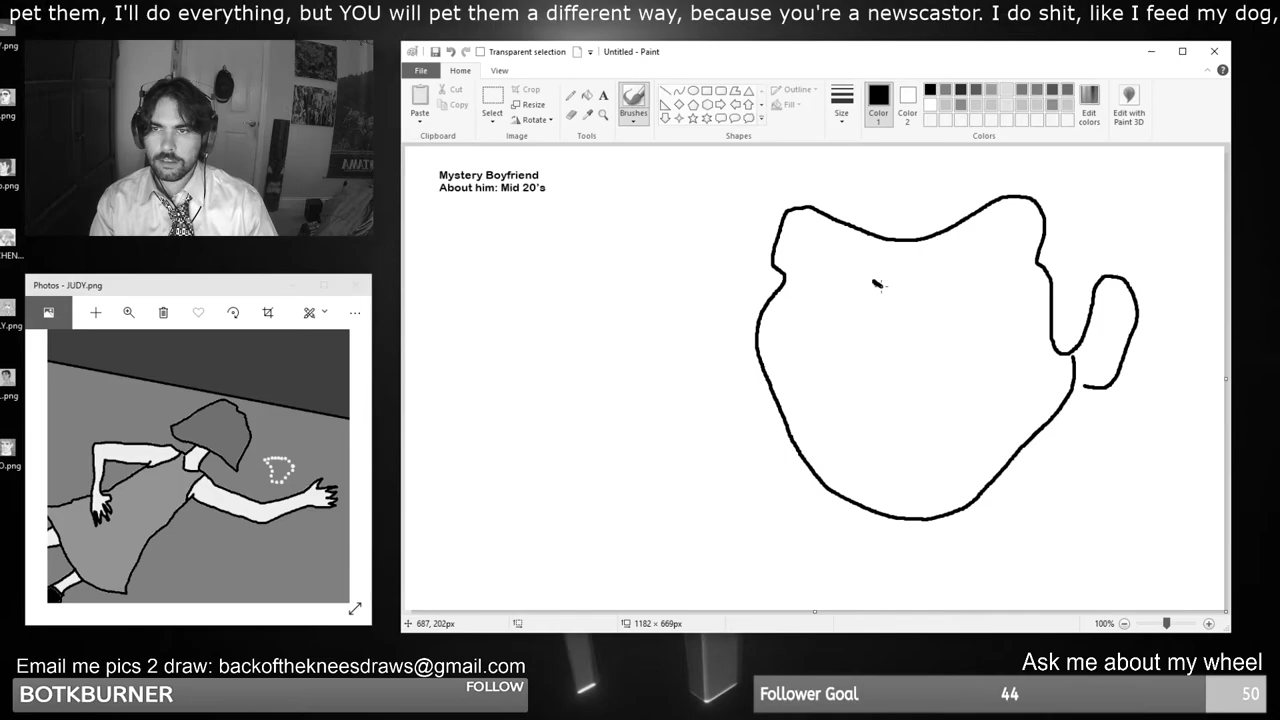 pet them, I'll do everything, but YOU will pet them a different way, because you're a newscastor. I do shit, like I feed my dog,
Transparent selection
Untitled - Paint
File
Home
View
Paste
Cut
Copy
Clipboard
Select
Crop
Resize
Rotate
Image
Tools
Brushes
Shapes
Outline
Fill
Size
Color 1
Color 2
Colors
Edit colors
Edit with Paint 3D
Mystery Boyfriend
About him: Mid 20's
Photos - JUDY.png
687, 202px
1182 × 669px
100%
Email me pics 2 draw: backofthekneesdraws@gmail.com
Ask me about my wheel
BOTKBURNER
FOLLOW
Follower Goal
44
50